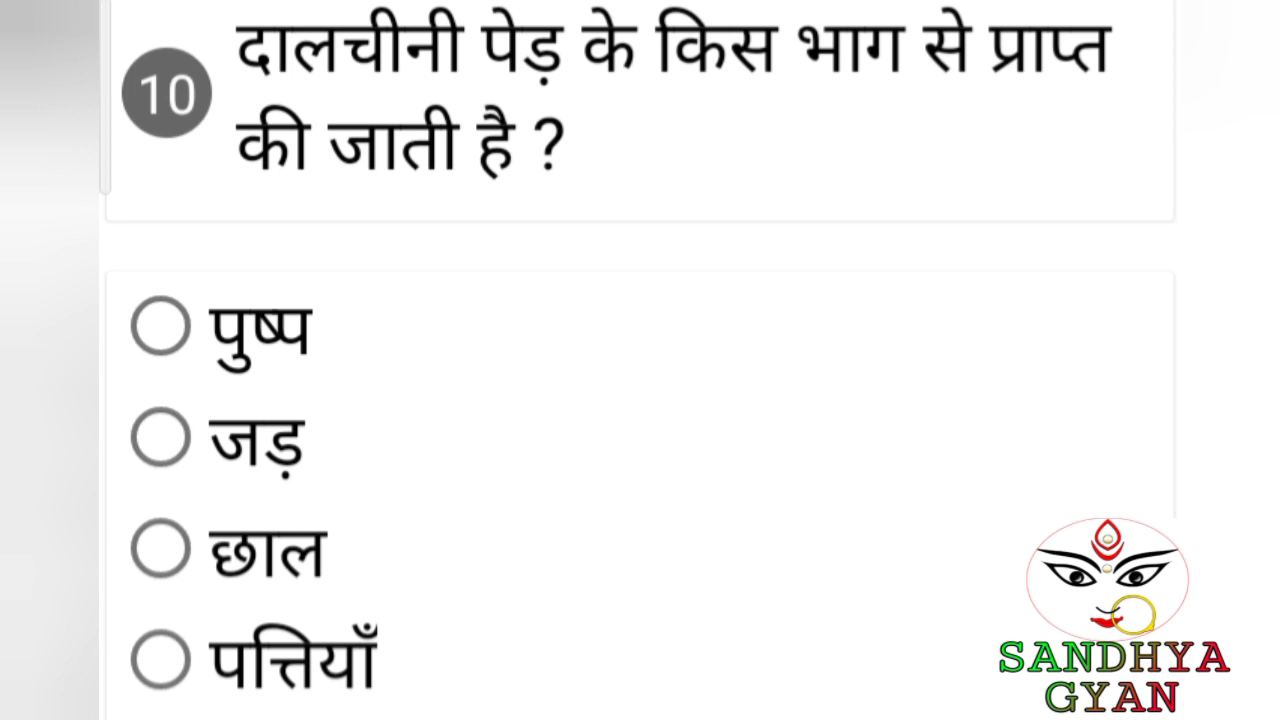 10
दालचीनी पेड़ के किस भाग से प्राप्त
की जाती है ?
पुष्प
जड़
छाल
पत्तियाँ
SANDHYA
GYAN